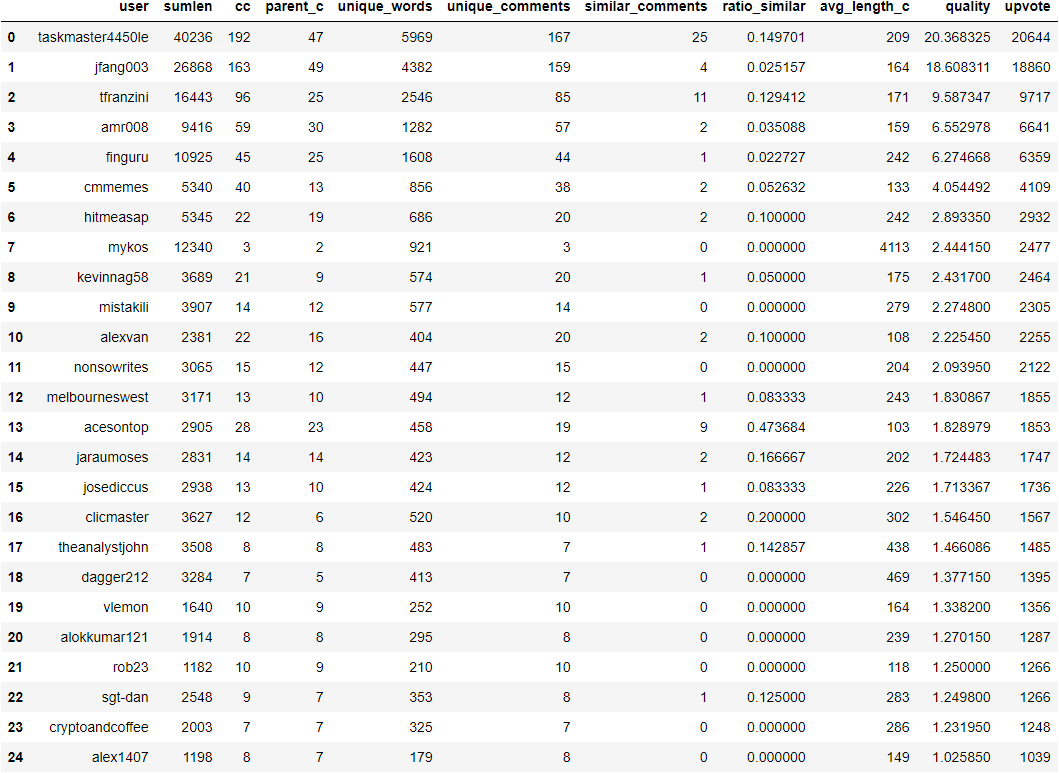 user sumlen cc parent_c unique_words unique_comments similar_comments ratio_similar avg_length_c quality upvote
0 taskmaster4450le 40236 192 47 5969 167 25 0.149701 209 20.368325 20644
1 jfang003 26868 163 49 4382 159 4 0.025157 164 18.608311 18860
2 tfranzini 16443 96 25 2546 85 11 0.129412 171 9.587347 9717
3 amr008 9416 59 30 1282 57 2 0.035088 159 6.552978 6641
4 finguru 10925 45 25 1608 44 1 0.022727 242 6.274668 6359
5 cmmemes 5340 40 13 856 38 2 0.052632 133 4.054492 4109
6 hitmeasap 5345 22 19 686 20 2 0.100000 242 2.893350 2932
7 mykos 12340 3 2 921 3 0 0.000000 4113 2.444150 2477
8 kevinnag58 3689 21 9 574 20 1 0.050000 175 2.431700 2464
9 mistakili 3907 14 12 577 14 0 0.000000 279 2.274800 2305
10 alexvan 2381 22 16 404 20 2 0.100000 108 2.225450 2255
11 nonsowrites 3065 15 12 447 15 0 0.000000 204 2.093950 2122
12 melbourneswest 3171 13 10 494 12 1 0.083333 243 1.830867 1855
13 acesontop 2905 28 23 458 19 9 0.473684 103 1.828979 1853
14 jaraumoses 2831 14 14 423 12 2 0.166667 202 1.724483 1747
15 josediccus 2938 13 10 424 12 1 0.083333 226 1.713367 1736
16 clicmaster 3627 12 6 520 10 2 0.200000 302 1.546450 1567
17 theanalystjohn 3508 8 8 483 7 1 0.142857 438 1.466086 1485
18 dagger212 3284 7 5 413 7 0 0.000000 469 1.377150 1395
19 vlemon 1640 10 9 252 10 0 0.000000 164 1.338200 1356
20 alokkumar121 1914 8 8 295 8 0 0.000000 239 1.270150 1287
21 rob23 1182 10 9 210 10 0 0.000000 118 1.250000 1266
22 sgt-dan 2548 9 7 353 8 1 0.125000 283 1.249800 1266
23 cryptoandcoffee 2003 7 7 325 7 0 0.000000 286 1.231950 1248
24 alex1407 1198 8 7 179 8 0 0.000000 149 1.025850 1039